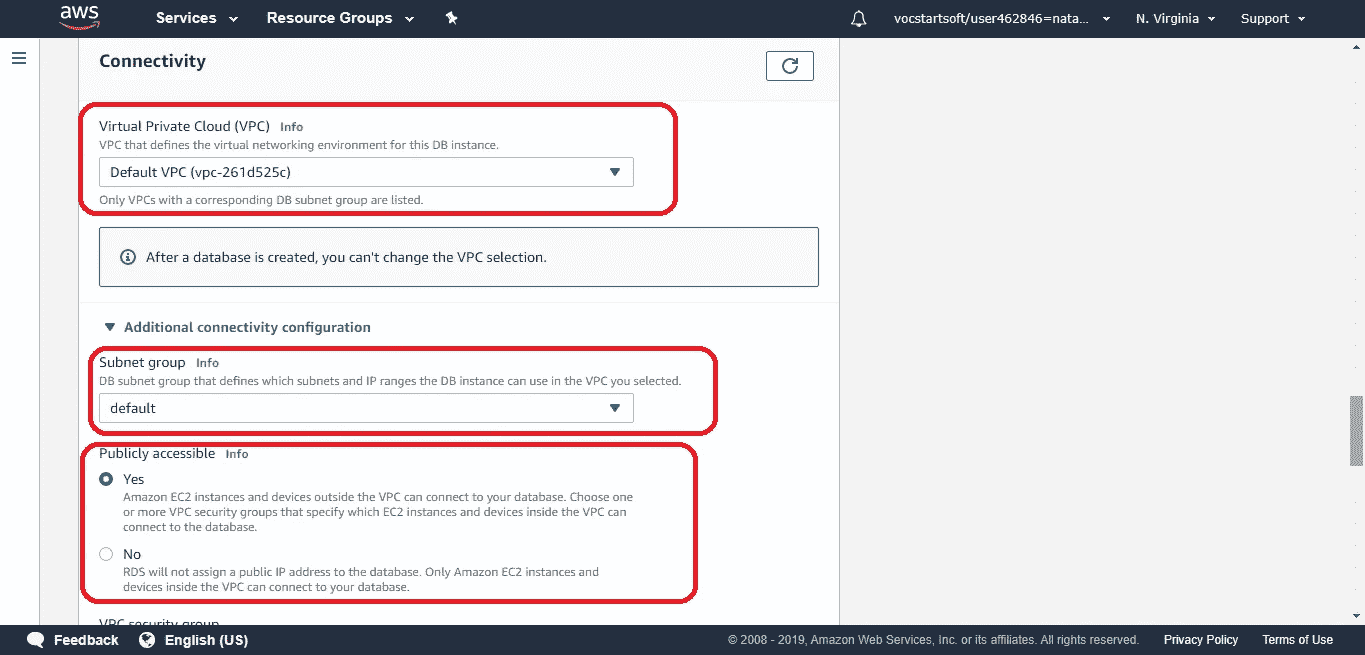 aws Services Resource Groups vocstartsoft/user462846=nata... N. Virginia Support
Connectivity
Virtual Private Cloud (VPC) Info
VPC that defines the virtual networking environment for this DB instance.
Default VPC (vpc-261d525c)
Only VPCs with a corresponding DB subnet group are listed.
After a database is created, you can't change the VPC selection.
Additional connectivity configuration
Subnet group Info
DB subnet group that defines which subnets and IP ranges the DB instance can use in the VPC you selected.
default
Publicly accessible Info
Yes
Amazon EC2 instances and devices outside the VPC can connect to your database. Choose one
or more VPC security groups that specify which EC2 instances and devices inside the VPC can
connect to the database.
No
RDS will not assign a public IP address to the database. Only Amazon EC2 instances and
devices inside the VPC can connect to your database.
VPC security group
Feedback English (US) © 2008 - 2019, Amazon Web Services, Inc. or its affiliates. All rights reserved. Privacy Policy Terms of Use